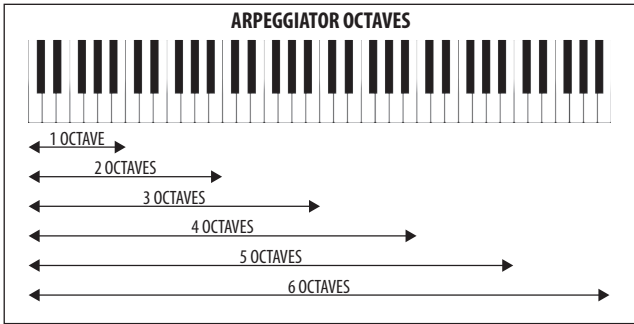 ARPEGGIATOR OCTAVES
1 OCTAVE
2 OCTAVES
3 OCTAVES
4 OCTAVES
5 OCTAVES
6 OCTAVES